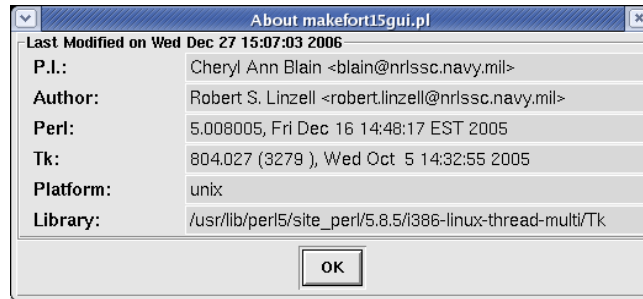 About makefort15gui.pl
Last Modified on Wed Dec 27 15:07:03 2006
P.I.: Cheryl Ann Blain <blain@nrlssc.navy.mil>
Author: Robert S. Linzell <robert.linzell@nrlssc.navy.mil>
Perl: 5.008005, Fri Dec 16 14:48:17 EST 2005
Tk: 804.027 (3279 ), Wed Oct  5 14:32:55 2005
Platform: unix
Library: /usr/lib/perl5/site_perl/5.8.5/i386-linux-thread-multi/Tk
OK